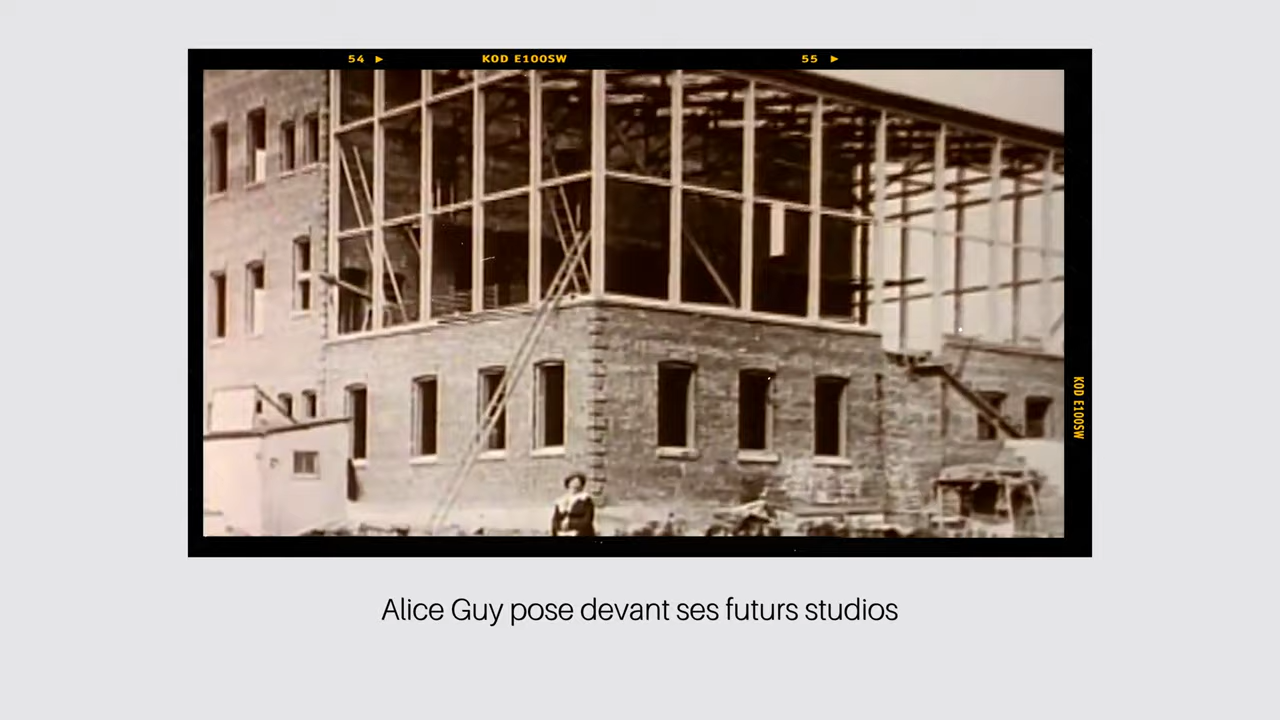 54 ▶ KOD E100SW 55 ▶
KOD E100SW
Alice Guy pose devant ses futurs studios